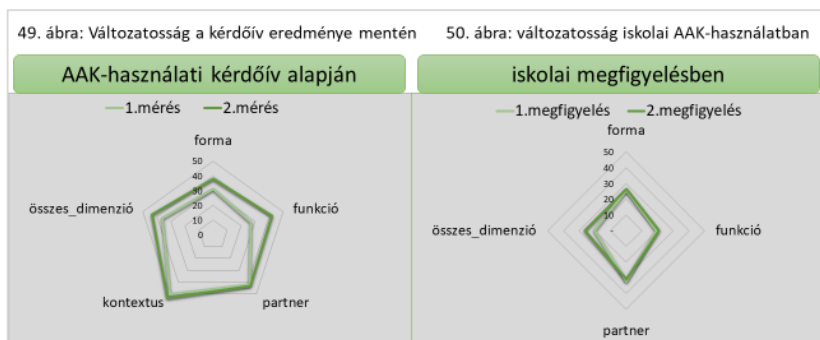 49. ábra: Változatosság a kérdőív eredménye mentén
50. ábra: változatosság iskolai AAK-használatban
AAK-használati kérdőív alapján
iskolai megfigyelésben
1.mérés
2.mérés
forma
50
40
30
20
10
0
funkció
partner
kontextus
összes_dimenzió
1.megfigyelés
2.megfigyelés
forma
50
40
30
20
10
-
funkció
partner
összes_dimenzió